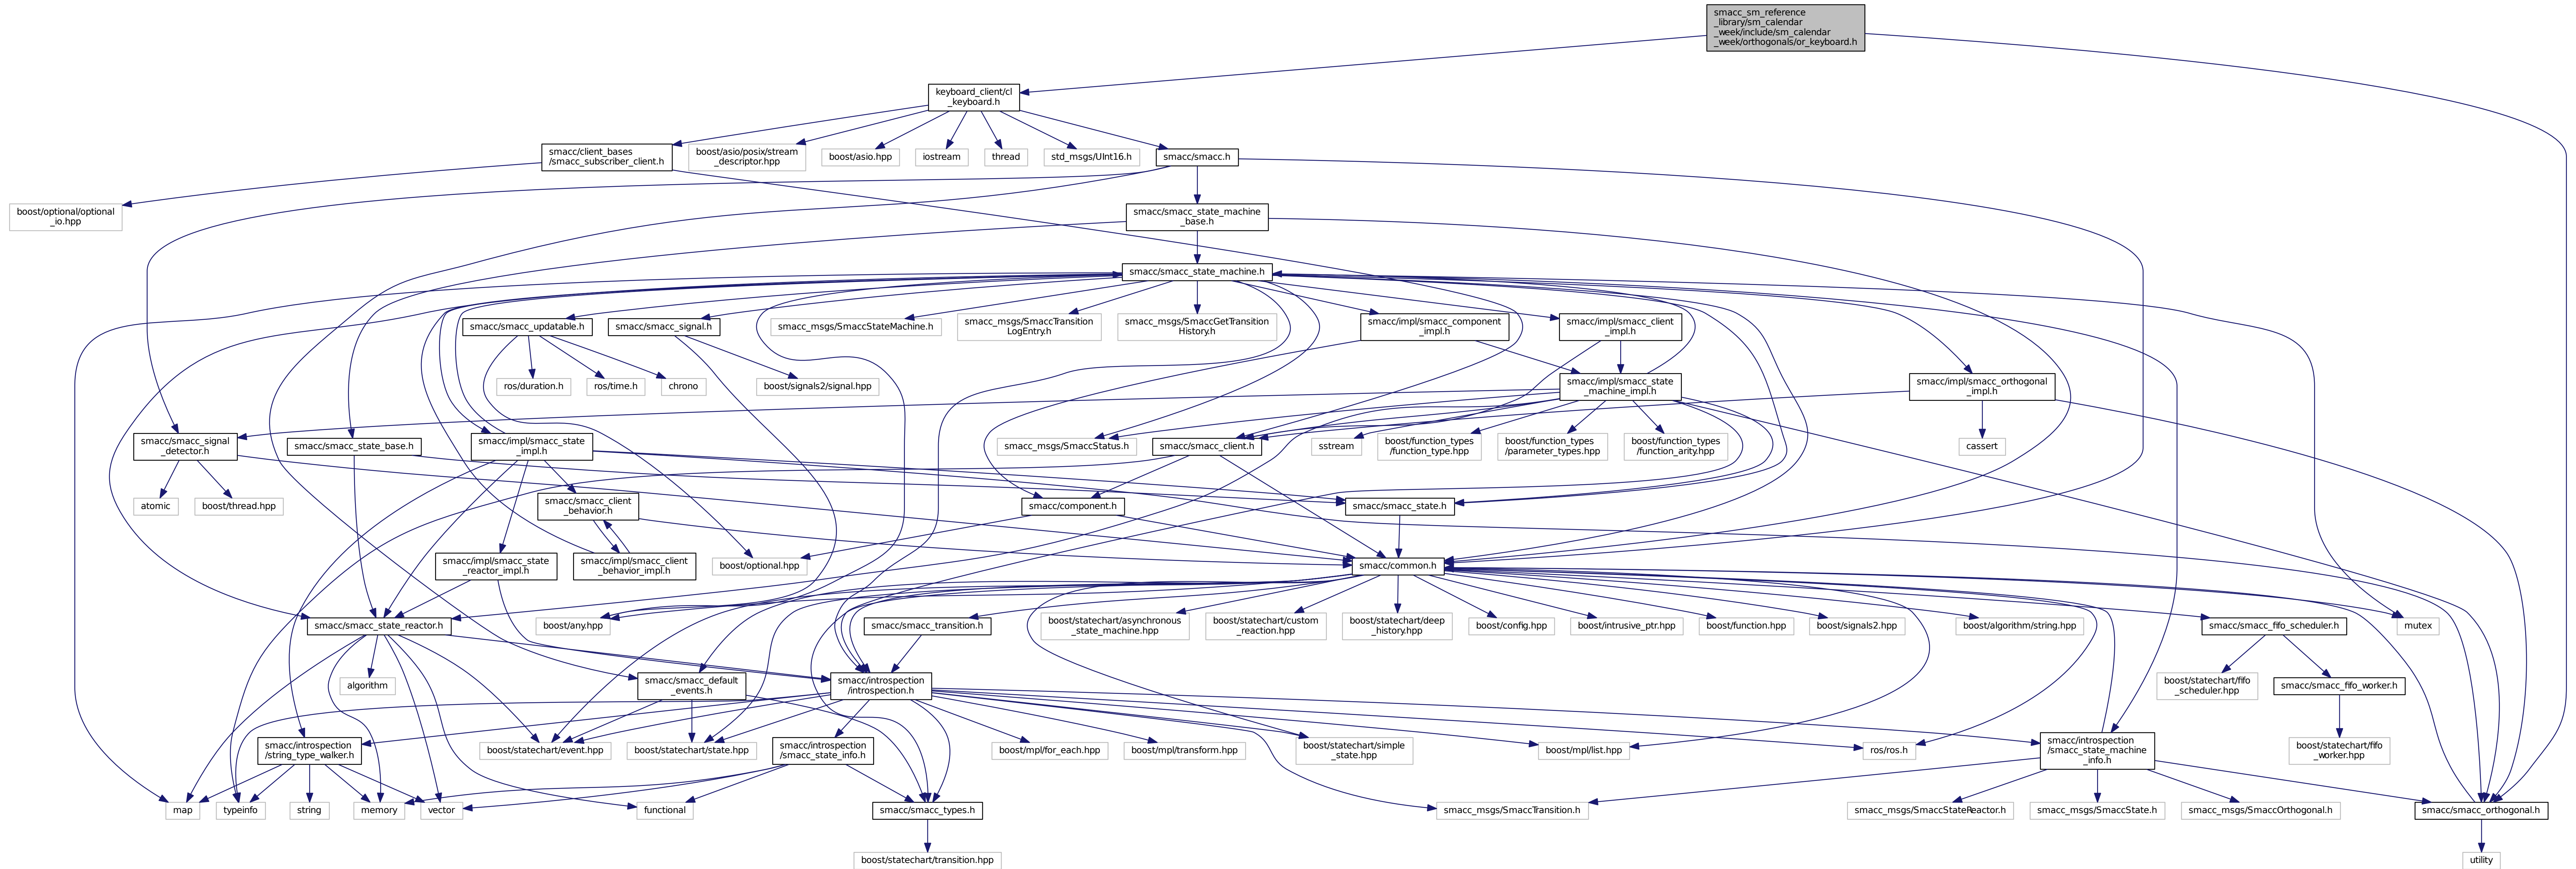 smacc_sm_reference
_library/sm_calendar
_week/include/sm_calendar
_week/orthogonals/or_keyboard.h
keyboard_client/cl
_keyboard.h
smacc/client_bases
/smacc_subscriber_client.h
boost/asio/posix/stream
_descriptor.hpp
boost/asio.hpp
iostream
thread
std_msgs/UInt16.h
smacc/smacc.h
boost/optional/optional
_io.hpp
smacc/smacc_state_machine
_base.h
smacc/smacc_state_machine.h
smacc/smacc_updatable.h
smacc/smacc_signal.h
smacc_msgs/SmaccStateMachine.h
smacc_msgs/SmaccTransition
LogEntry.h
smacc_msgs/SmaccGetTransition
History.h
smacc/impl/smacc_component
_impl.h
smacc/impl/smacc_client
_impl.h
ros/duration.h
ros/time.h
chrono
boost/signals2/signal.hpp
smacc/impl/smacc_state
_machine_impl.h
smacc/impl/smacc_orthogonal
_impl.h
smacc/smacc_signal
_detector.h
smacc/smacc_state_base.h
smacc/impl/smacc_state
_impl.h
smacc_msgs/SmaccStatus.h
smacc/smacc_client.h
sstream
boost/function_types
/function_type.hpp
boost/function_types
/parameter_types.hpp
boost/function_types
/function_arity.hpp
cassert
atomic
boost/thread.hpp
smacc/smacc_client
_behavior.h
smacc/component.h
smacc/smacc_state.h
smacc/impl/smacc_state
_reactor_impl.h
smacc/impl/smacc_client
_behavior_impl.h
boost/optional.hpp
smacc/common.h
smacc/smacc_state_reactor.h
boost/any.hpp
smacc/smacc_transition.h
boost/statechart/asynchronous
_state_machine.hpp
boost/statechart/custom
_reaction.hpp
boost/statechart/deep
_history.hpp
boost/config.hpp
boost/intrusive_ptr.hpp
boost/function.hpp
boost/signals2.hpp
boost/algorithm/string.hpp
smacc/smacc_fifo_scheduler.h
mutex
algorithm
smacc/smacc_default
_events.h
smacc/introspection
/introspection.h
boost/statechart/fifo
_scheduler.hpp
smacc/smacc_fifo_worker.h
smacc/introspection
/string_type_walker.h
boost/statechart/event.hpp
boost/statechart/state.hpp
smacc/introspection
/smacc_state_info.h
boost/mpl/for_each.hpp
boost/mpl/transform.hpp
boost/statechart/simple
_state.hpp
boost/mpl/list.hpp
ros/ros.h
smacc/introspection
/smacc_state_machine
_info.h
boost/statechart/fifo
_worker.hpp
map
typeinfo
string
memory
vector
functional
smacc/smacc_types.h
smacc_msgs/SmaccTransition.h
smacc_msgs/SmaccStateReactor.h
smacc_msgs/SmaccState.h
smacc_msgs/SmaccOrthogonal.h
smacc/smacc_orthogonal.h
boost/statechart/transition.hpp
utility